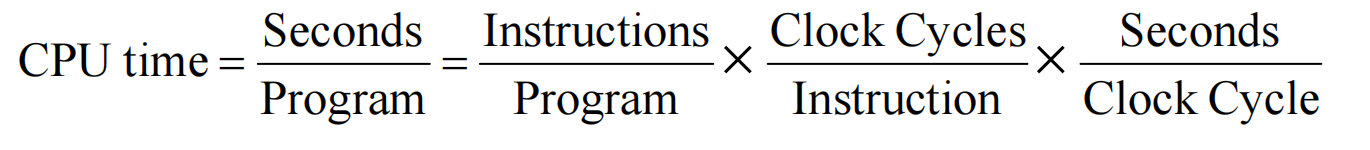 CPU time = Seconds / Program = Instructions / Program × Clock Cycles / Instruction × Seconds / Clock Cycle